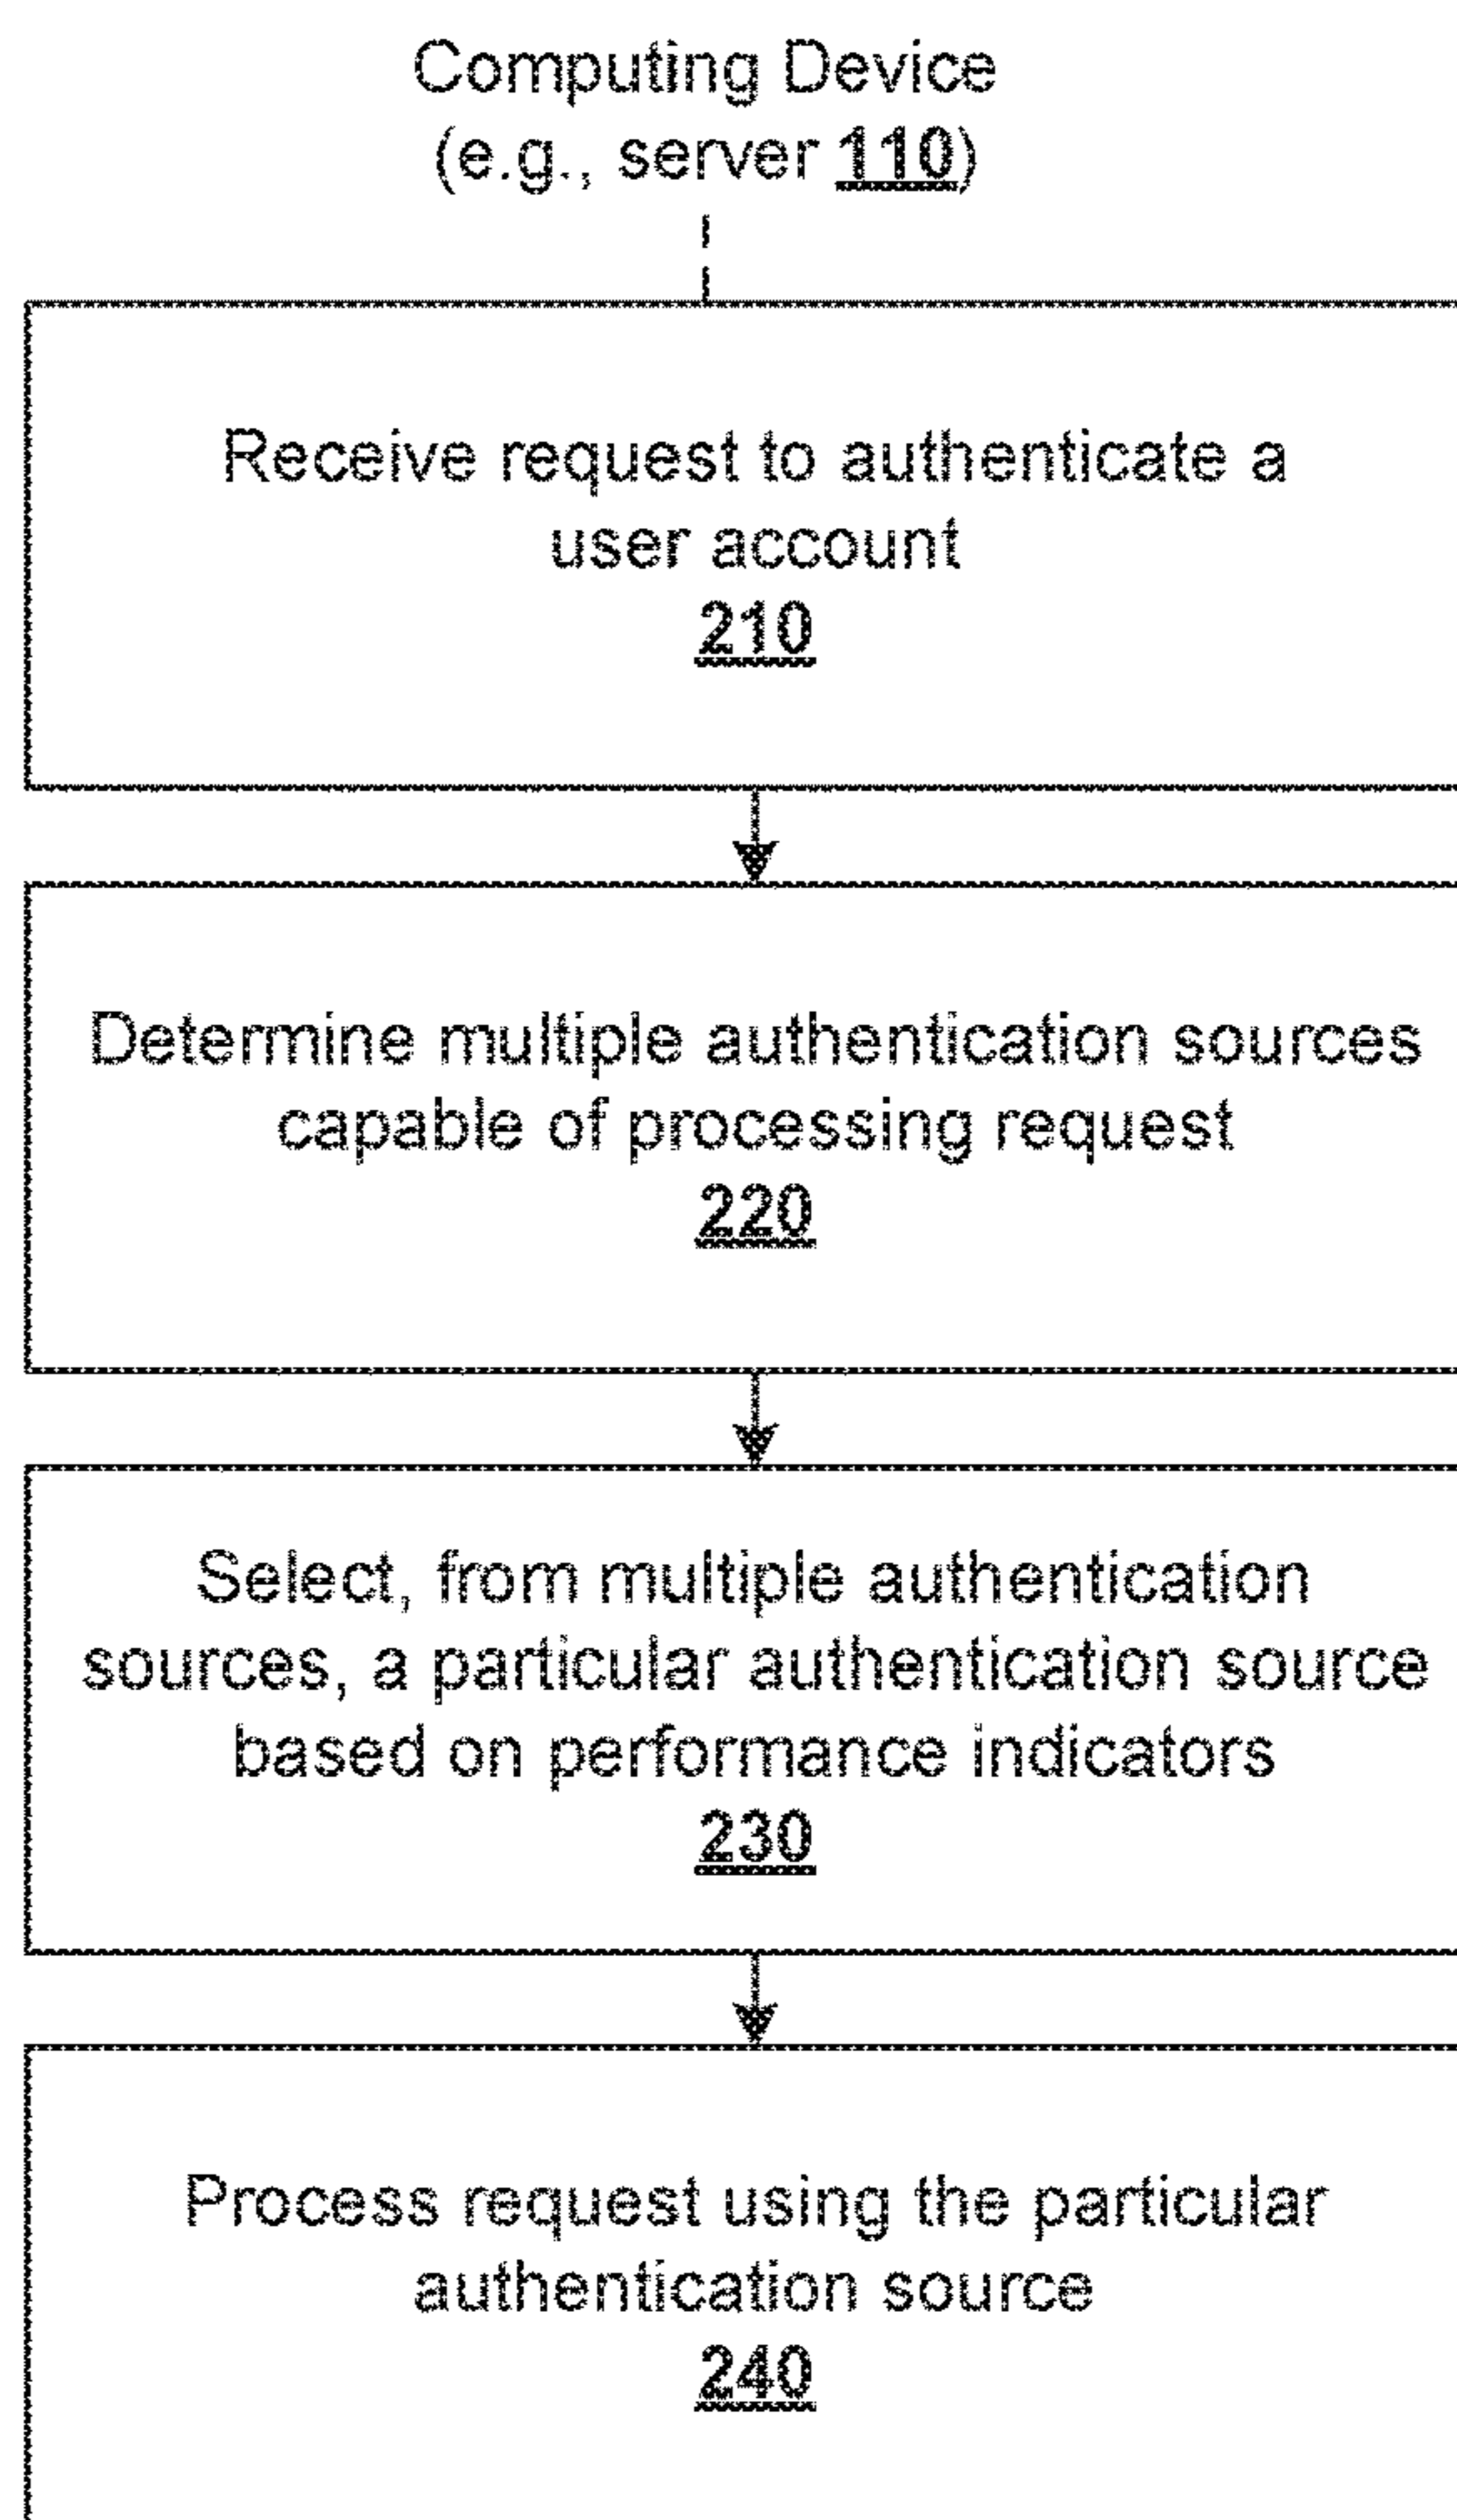 Computing Device
(e.g., server 110)
Receive request to authenticate a
user account
210
Determine multiple authentication sources
capable of processing request
220
Select, from multiple authentication
sources, a particular authentication source
based on performance indicators
230
Process request using the particular
authentication source
240